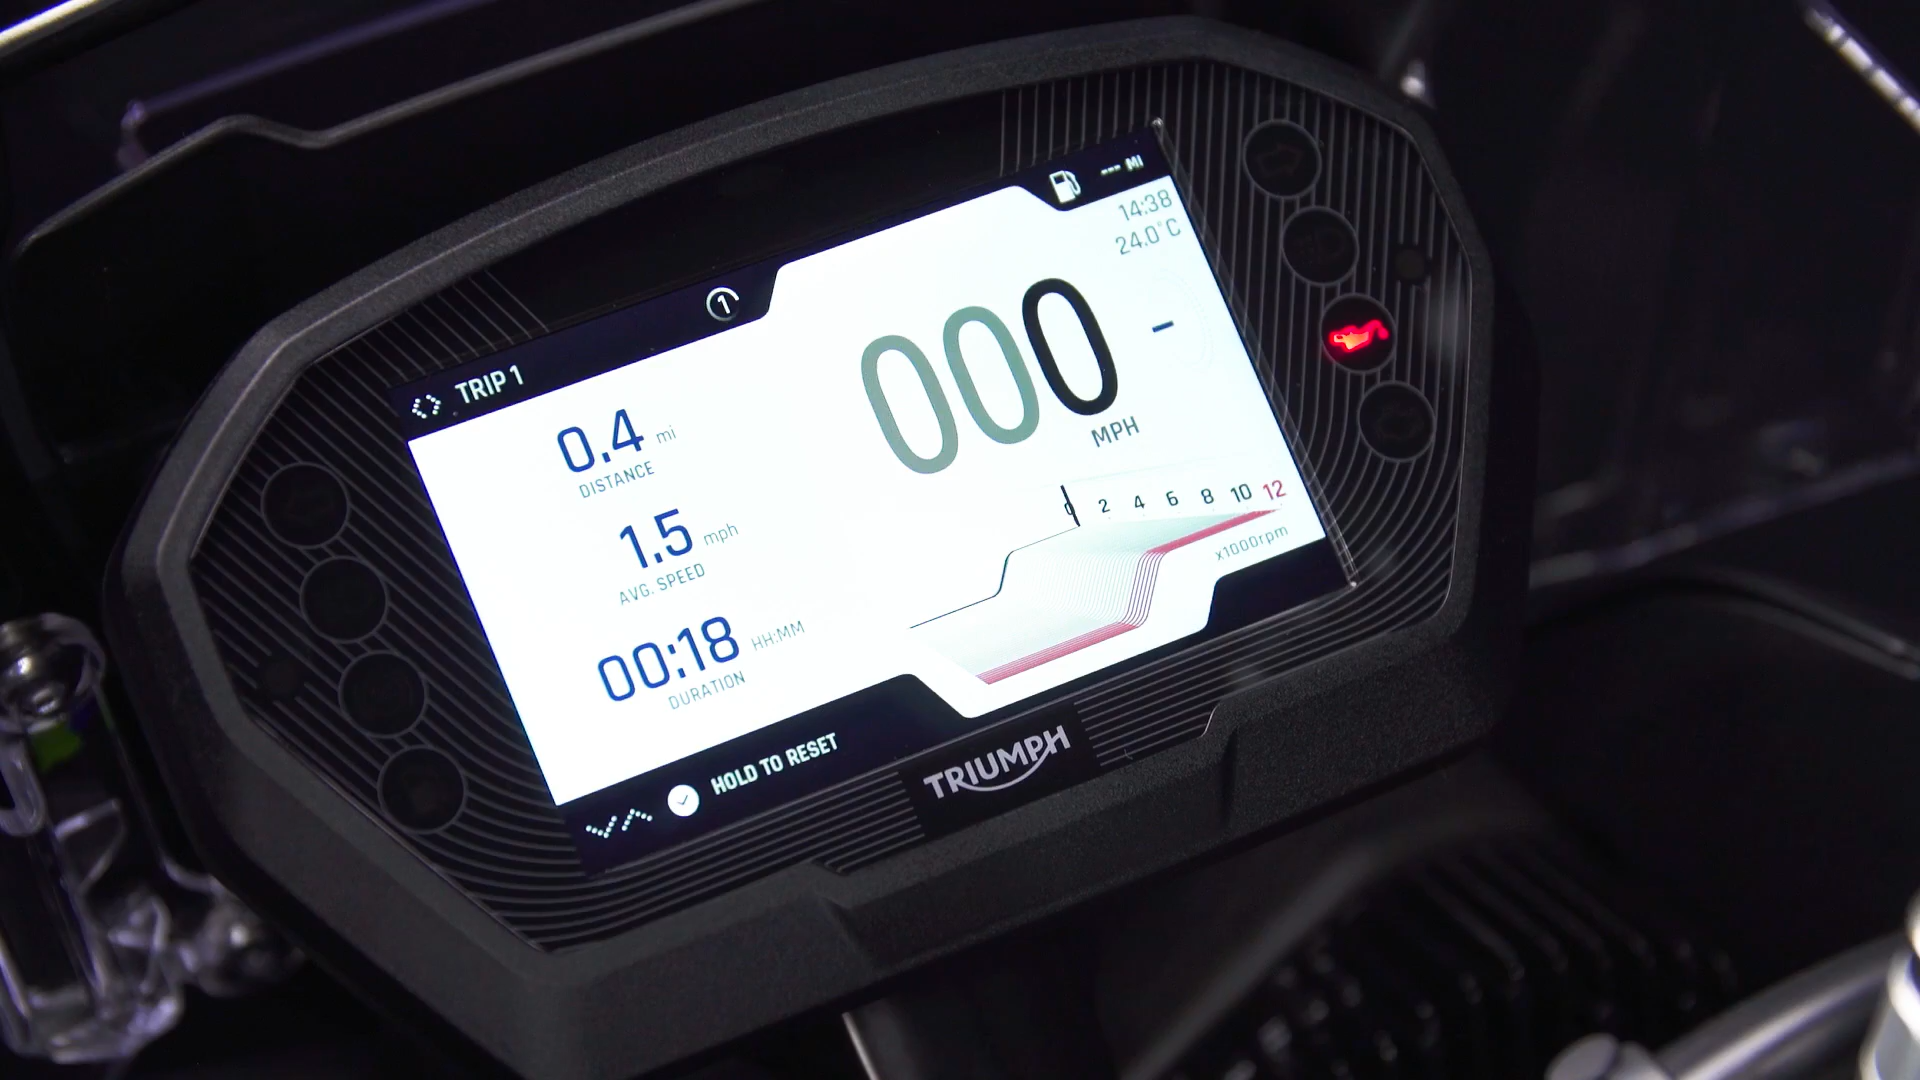 --- MI
14:38
24.0°C
1
TRIP 1
000
-
MPH
0.4 mi
DISTANCE
1.5 mph
AVG. SPEED
00:18 HH:MM
DURATION
0 2 4 6 8 10 12
x1000rpm
HOLD TO RESET
TRIUMPH